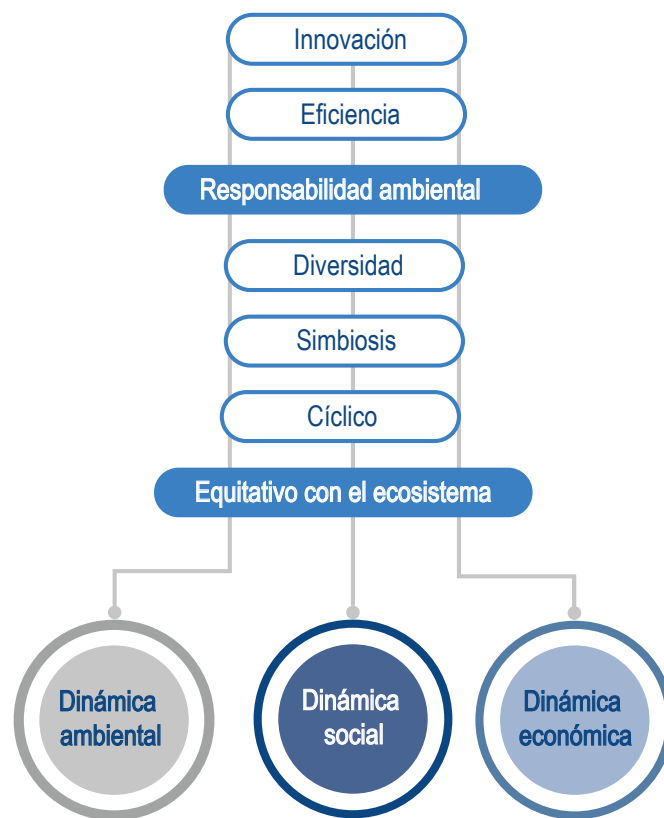 Innovación
Eficiencia
Responsabilidad ambiental
Diversidad
Simbiosis
Cíclico
Equitativo con el ecosistema
Dinámica
ambiental
Dinámica
social
Dinámica
económica